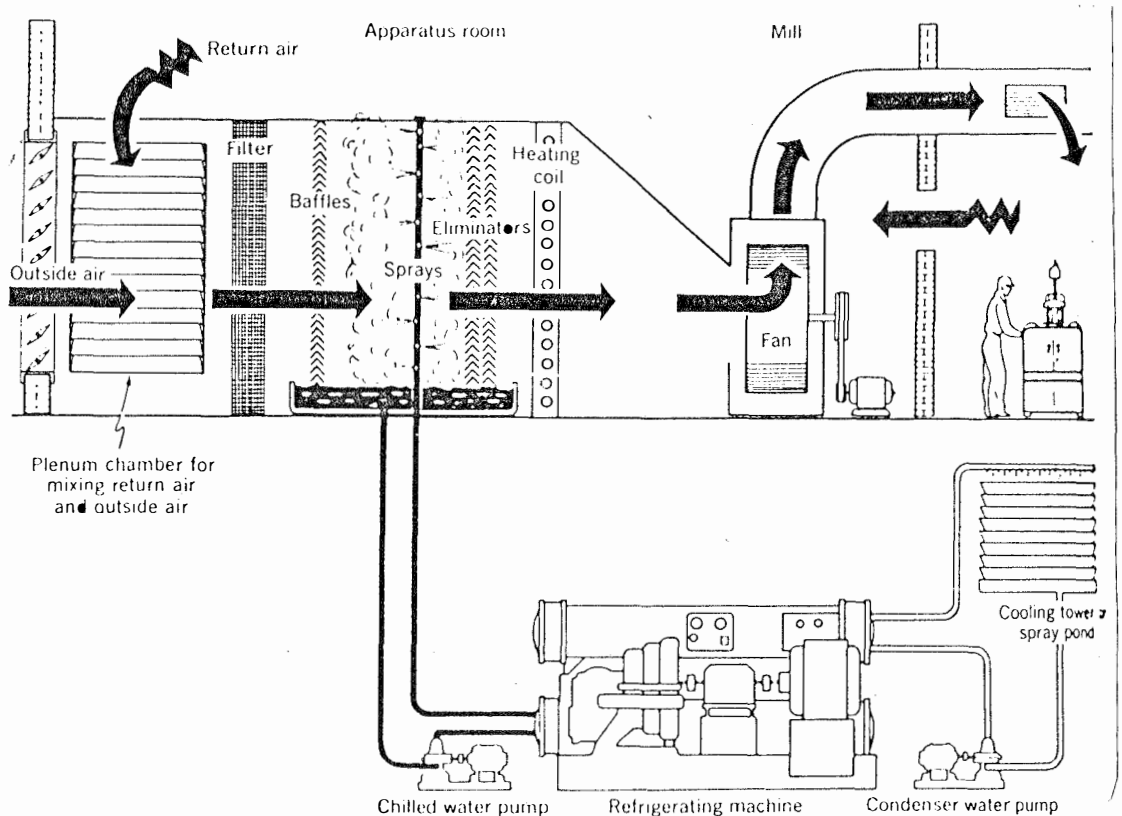 Apparatus room
Mill
Return air
Filter
Heating
coil
Baffles
Eliminators
Outside air
Sprays
Fan
Plenum chamber for
mixing return air
and outside air
Cooling tower
spray pond
Chilled water pump
Refrigerating machine
Condenser water pump